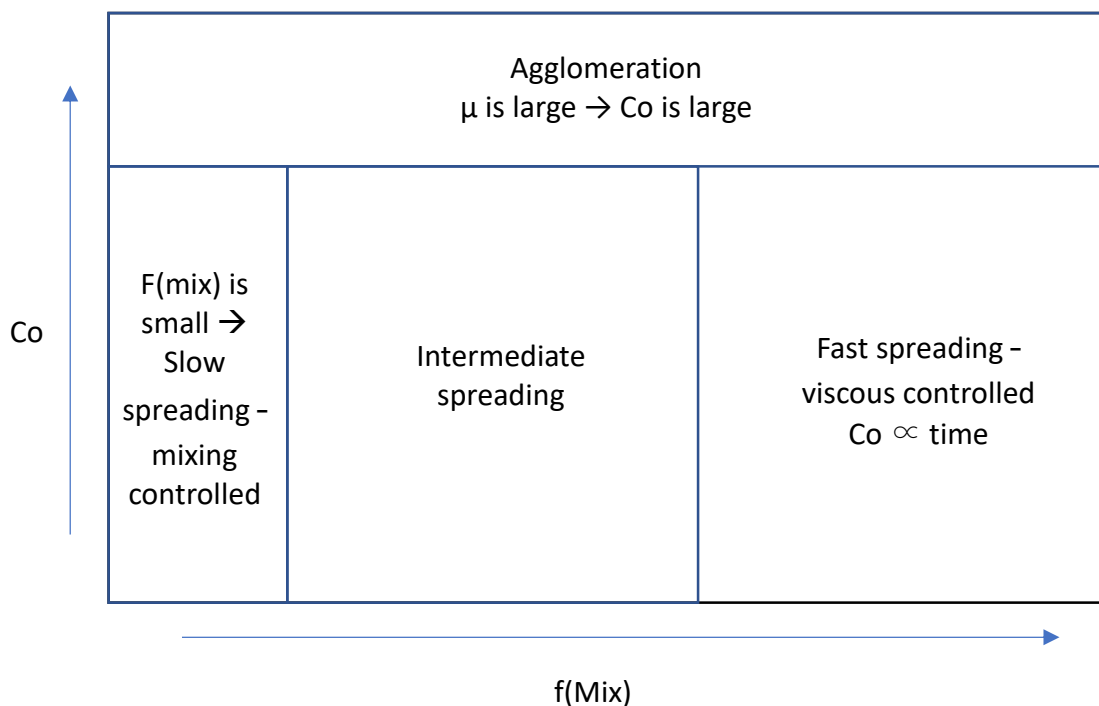 Agglomeration
μ is large → Co is large
F(mix) is
small →
Slow
spreading –
mixing
controlled
Intermediate
spreading
Fast spreading –
viscous controlled
Co ∝ time
Co
f(Mix)